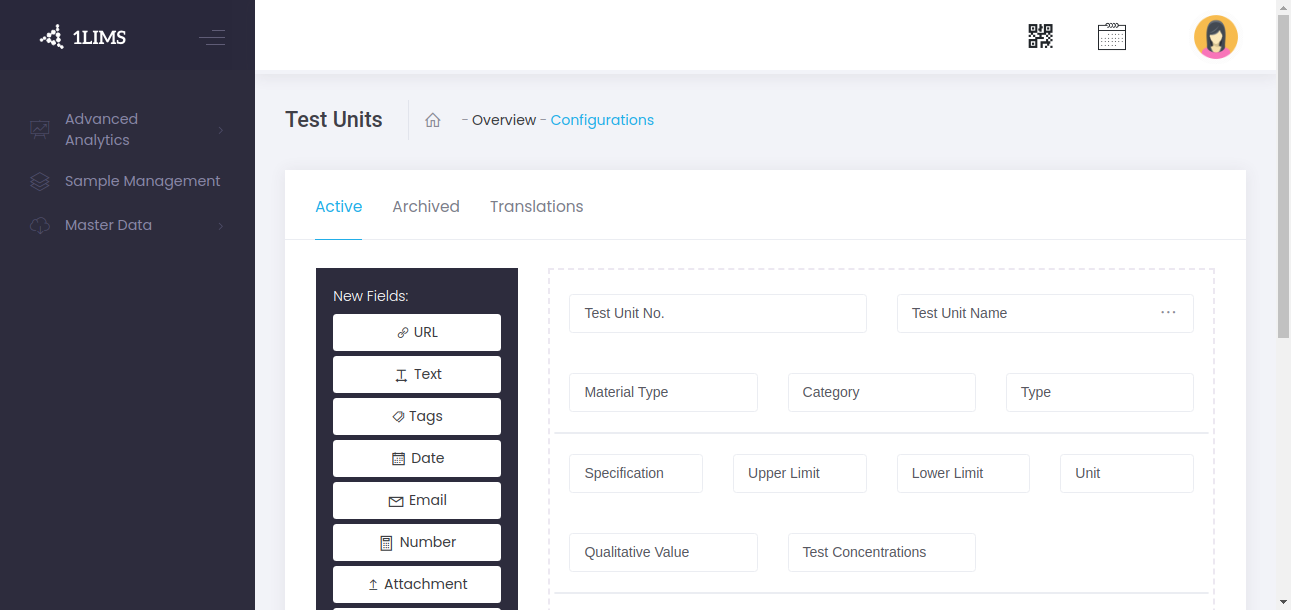 1LIMS
Advanced
Analytics
Sample Management
Master Data
Test Units
- Overview - Configurations
Active Archived Translations
New Fields:
URL
Text
Tags
Date
Email
Number
Attachment
Test Unit No. Test Unit Name ...
Material Type Category Type
Specification Upper Limit Lower Limit Unit
Qualitative Value Test Concentrations